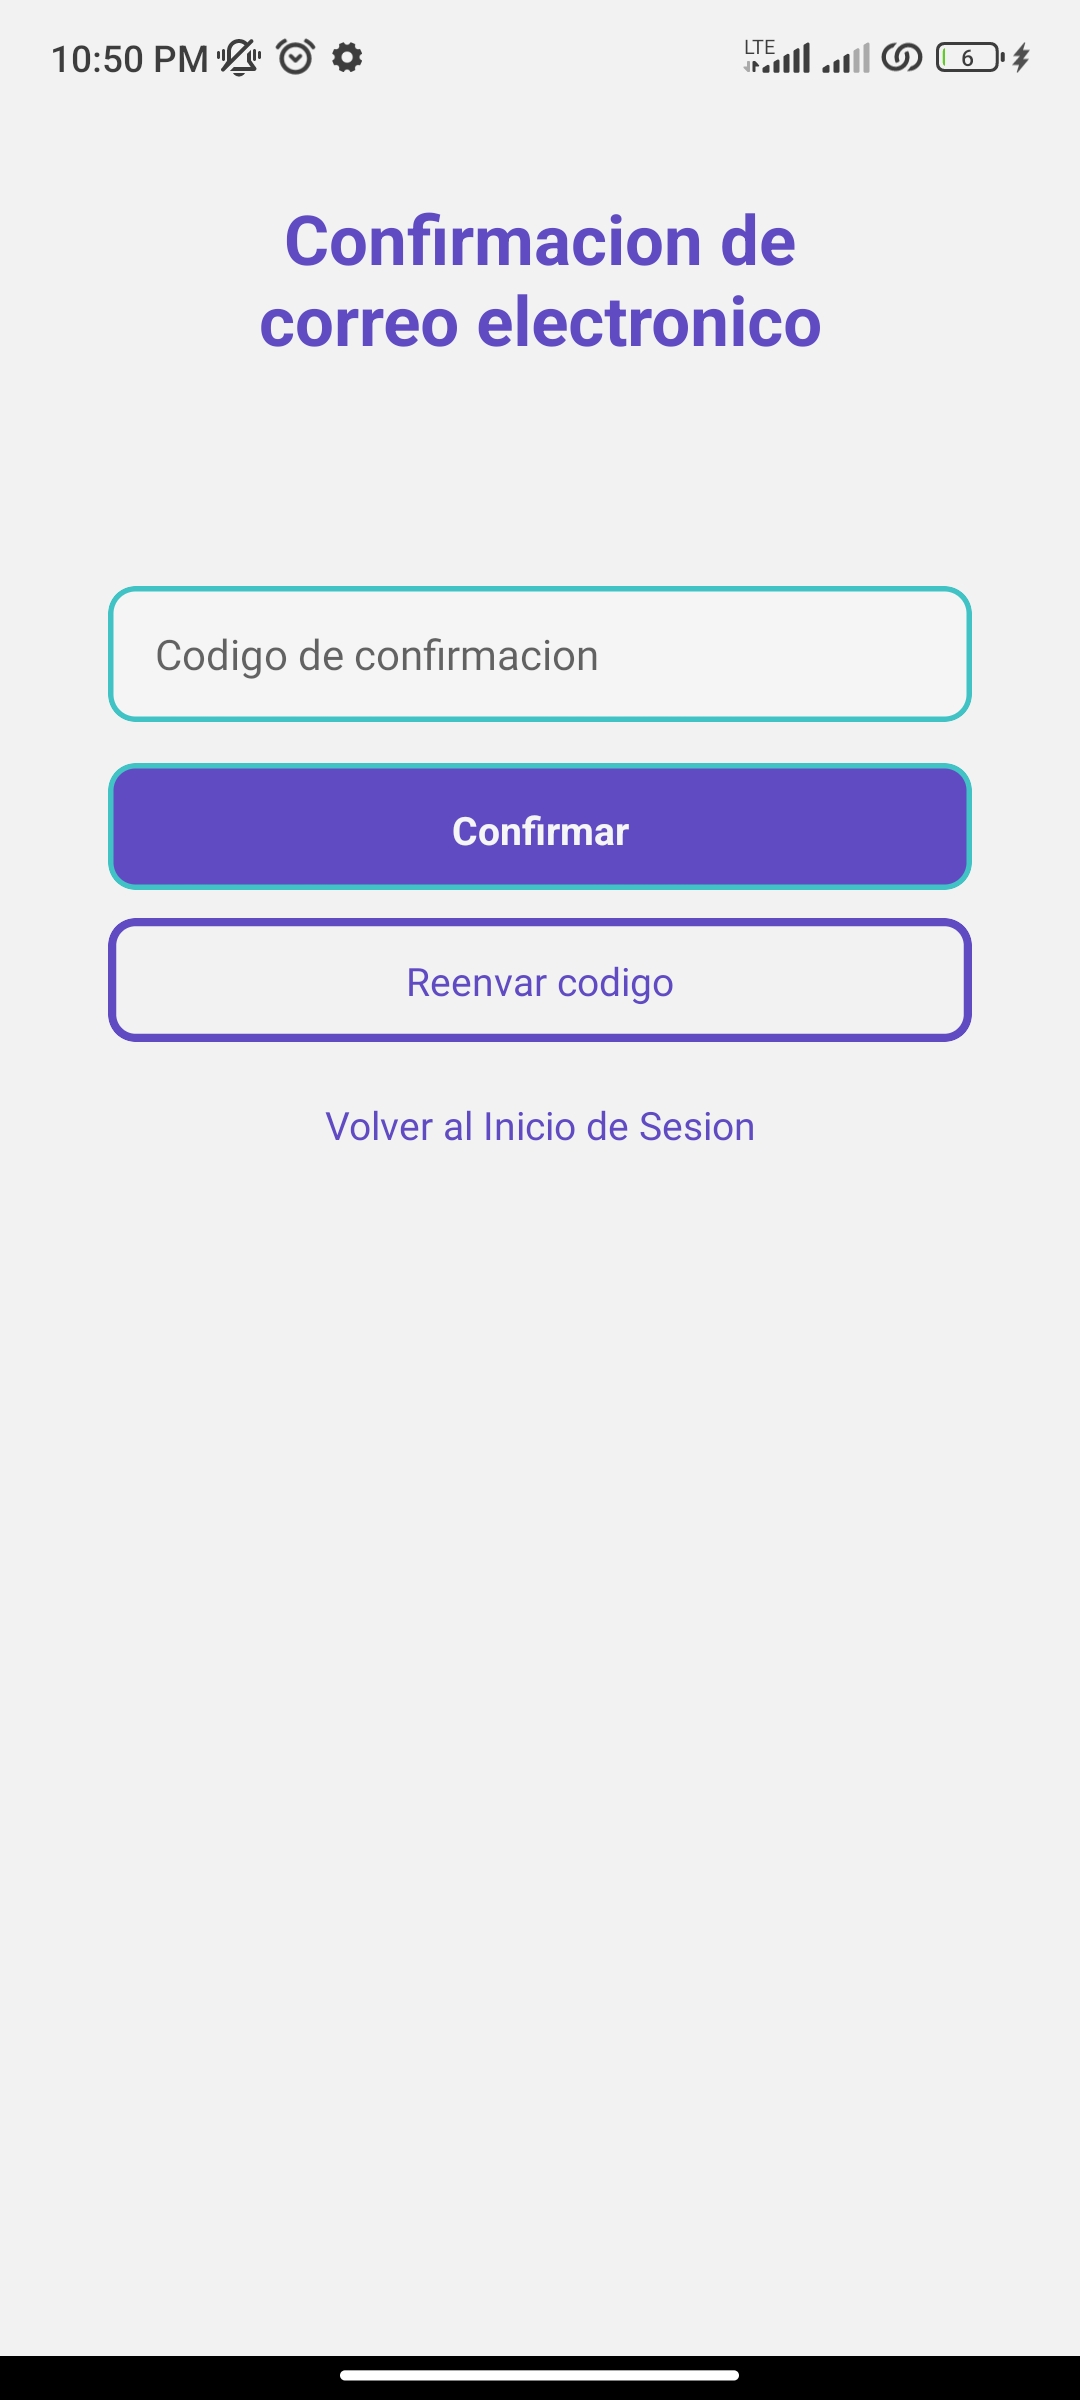 10:50 PM
LTE
6
Confirmacion de
correo electronico
Codigo de confirmacion
Confirmar
Reenvar codigo
Volver al Inicio de Sesion